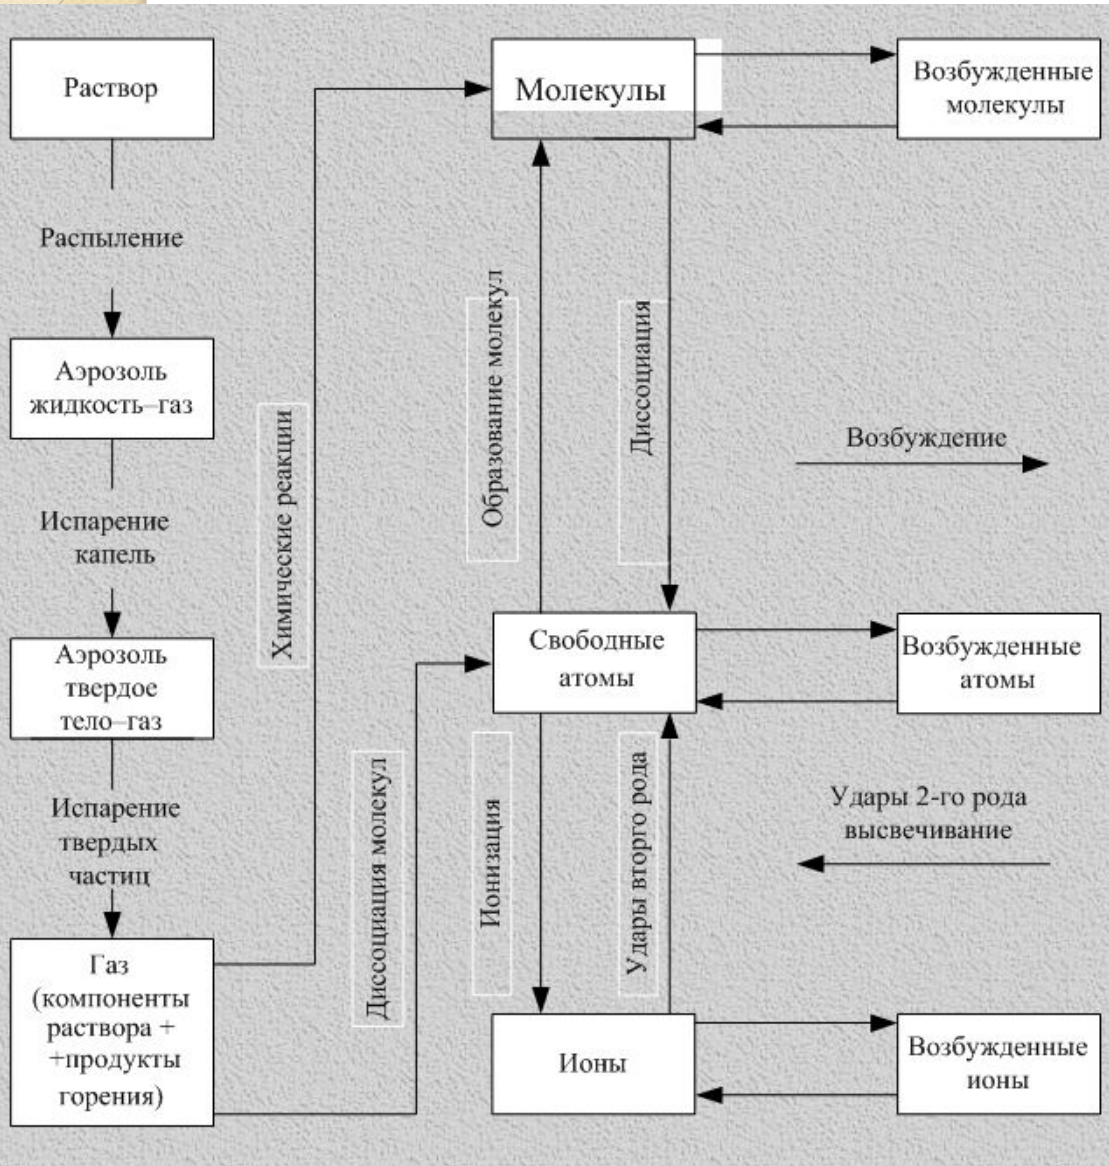 Раствор
Распыление
Аэрозоль
жидкость–газ
Испарение
капель
Аэрозоль
твердое
тело–газ
Испарение
твердых
частиц
Газ
(компоненты
раствора +
+продукты
горения)
Химические реакции
Диссоциация молекул
Молекулы
Возбужденные
молекулы
Образование молекул
Диссоциация
Возбуждение
Свободные
атомы
Возбужденные
атомы
Ионизация
Удары вторго рода
Удары 2-го рода
высвечивание
Ионы
Возбужденные
ионы